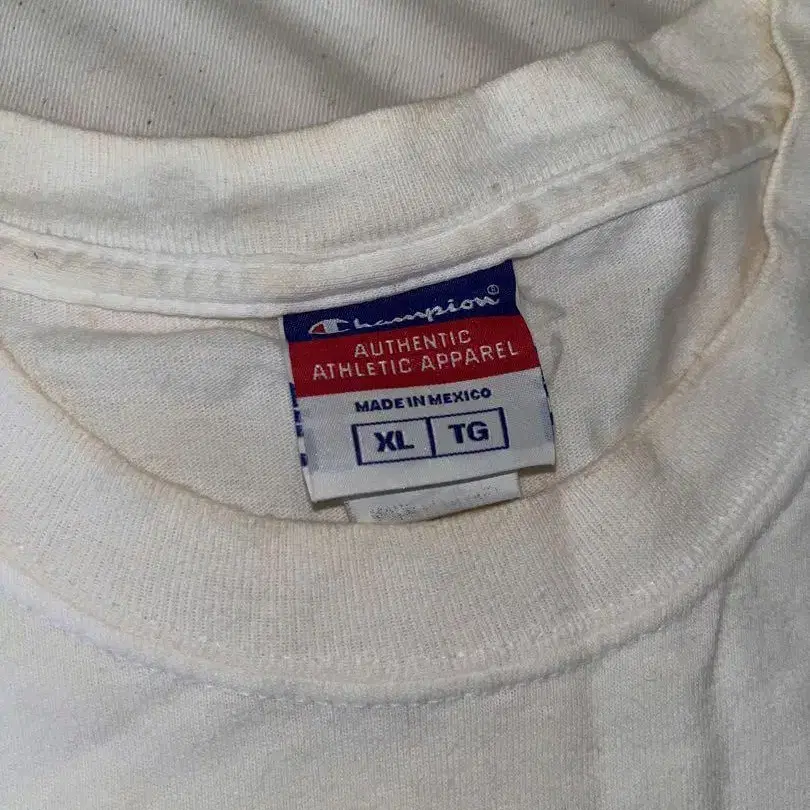 Champion®
AUTHENTIC
ATHLETIC APPAREL
MADE IN MEXICO
XL TG